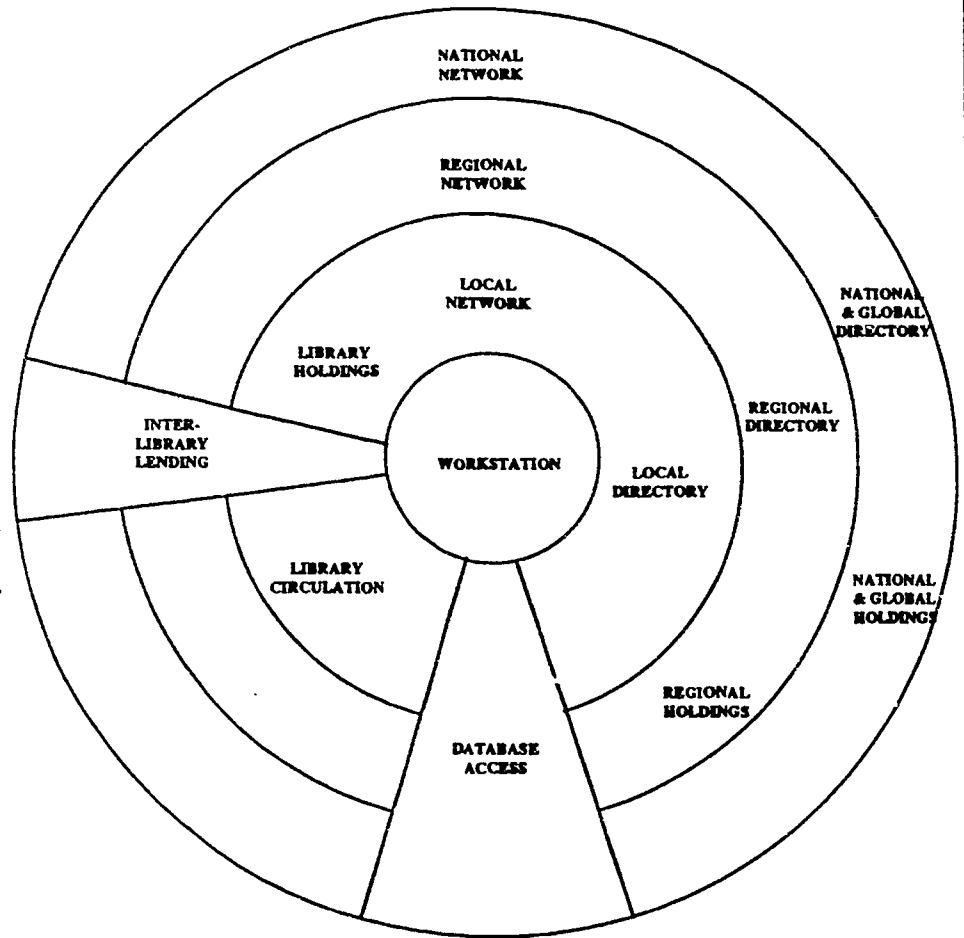 NATIONAL
NETWORK
REGIONAL
NETWORK
LOCAL
NETWORK
NATIONAL
& GLOBAL
DIRECTORY
LIBRARY
HOLDINGS
REGIONAL
DIRECTORY
INTER-
LIBRARY
LENDING
WORKSTATION
LOCAL
DIRECTORY
LIBRARY
CIRCULATION
NATIONAL
& GLOBAL
HOLDINGS
REGIONAL
HOLDINGS
DATABASE
ACCESS